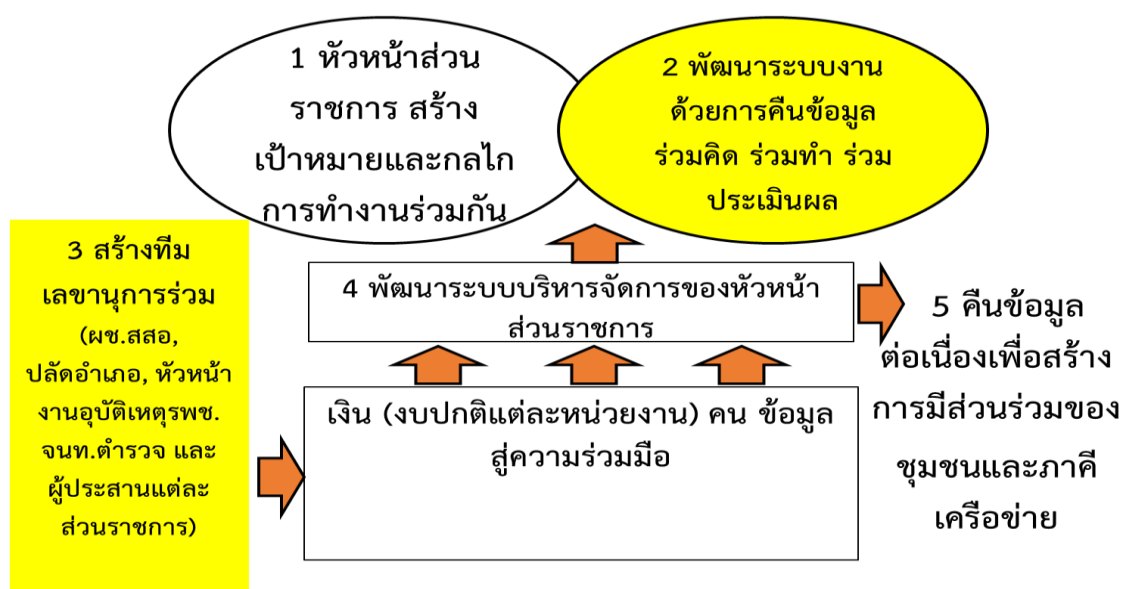 1 หัวหน้าส่วน
ราชการ สร้าง
เป้าหมายและกลไก
การทำงานร่วมกัน
2 พัฒนาระบบงาน
ด้วยการคืนข้อมูล
ร่วมคิด ร่วมทำ ร่วม
ประเมินผล
3 สร้างทีม
เลขานุการร่วม
(ผช.สสอ,
ปลัดอำเภอ, หัวหน้า
งานอุบัติเหตุรพช.
จนท.ตำรวจ และ
ผู้ประสานแต่ละ
ส่วนราชการ)
4 พัฒนาระบบบริหารจัดการของหัวหน้า
ส่วนราชการ
เงิน (งบปกติแต่ละหน่วยงาน) คน ข้อมูล
สู่ความร่วมมือ
5 คืนข้อมูล
ต่อเนื่องเพื่อสร้าง
การมีส่วนร่วมของ
ชุมชนและภาคี
เครือข่าย